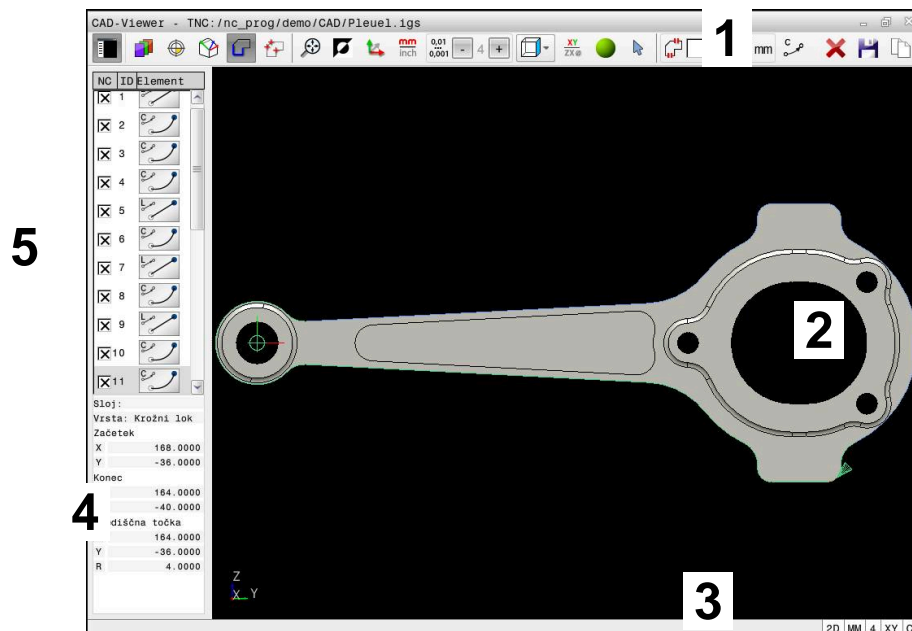 CAD-Viewer - TNC:/nc_prog/demo/CAD/Pleuel.igs
mm inch 0,01 ... 0,001 - 4 + XY ZX mm C
1
NC ID Element
1
2 C
3 C
4 C
5 L
6 C
7 L
8 C
9 L
10 C
11 C
5
2
Sloj:
Vrsta: Krožni lok
Začetek
X 168.0000
Y -36.0000
Konec
164.0000
-40.0000
4
točka
164.0000
Y -36.0000
R 4.0000
Z
X Y
3
2D MM 4 XY